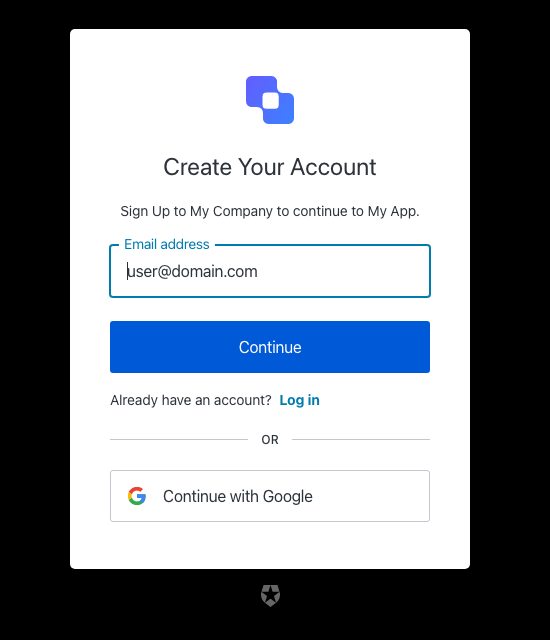 Create Your Account
Sign Up to My Company to continue to My App.
Email address
user@domain.com
Continue
Already have an account? Log in
OR
Continue with Google